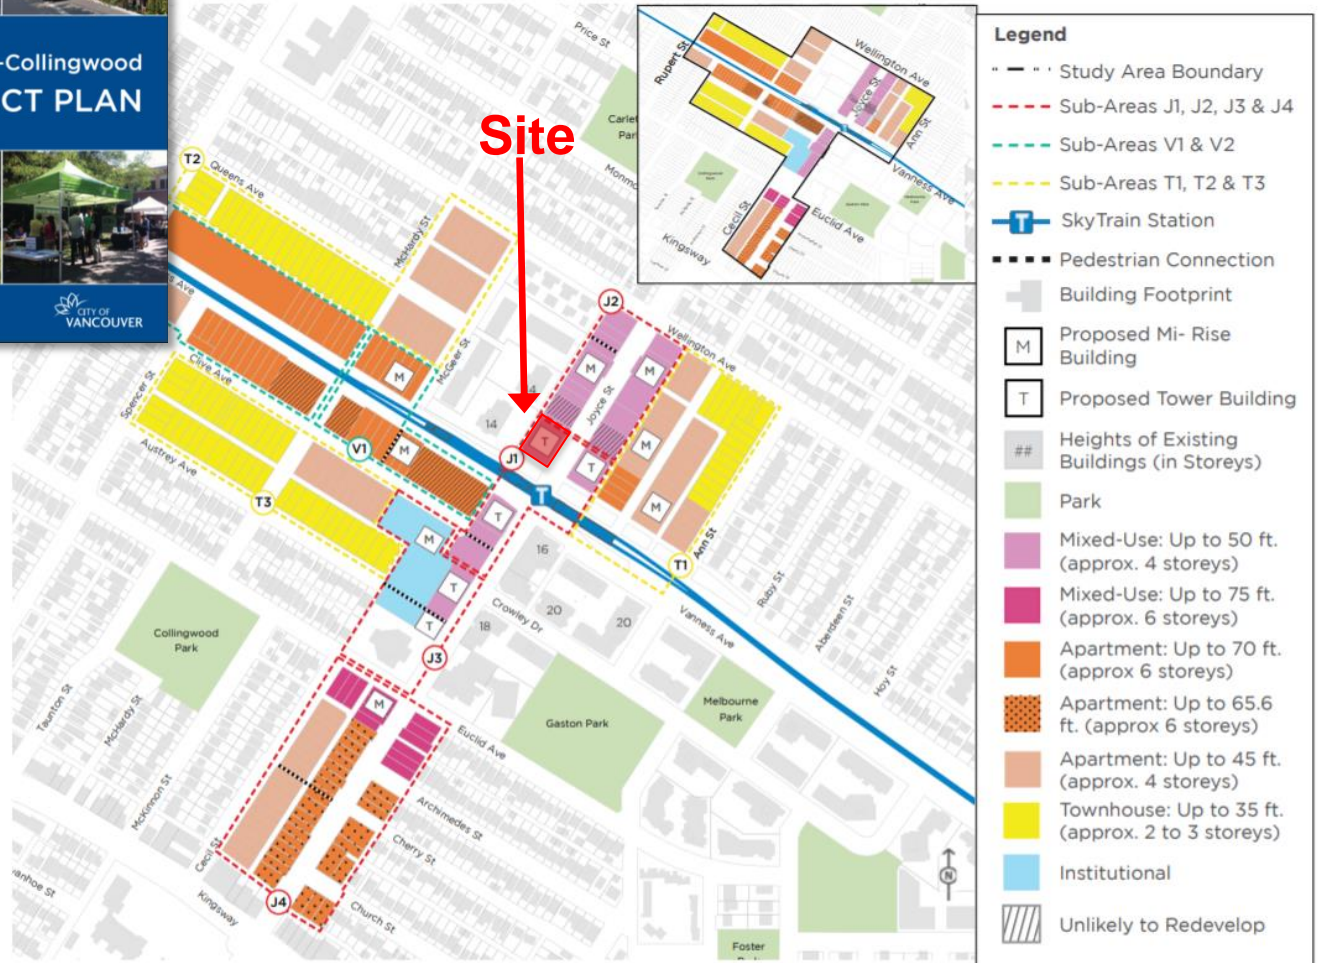 -Collingwood
CT PLAN
CITY OF
VANCOUVER
Site
Price St
T2
Queens Ave
McHardy St
McGeer St
M
Clive Ave
Spencer St
Austrey Ave
V1
M
T3
14
J1
T
J2
M
M
Joyce St
T
Wellington Ave
M
M
Ann St
T1
Ruby St
Aberdeen St
Hoy St
Vanness Ave
T
T
M
T
T
16
20
20
18
Crowley Dr
J3
Collingwood
Park
Taunton St
McHardy St
McKinnon St
Cecil St
Kingsway
M
Euclid Ave
Gaston Park
Melbourne
Park
Archimedes St
Cherry St
Church St
J4
Foster
N
Rupert St
Wellington Ave
Joyce St
Ann St
Vanness Ave
Euclid Ave
Cecil St
Kingsway
Legend
Study Area Boundary
Sub-Areas J1, J2, J3 & J4
Sub-Areas V1 & V2
Sub-Areas T1, T2 & T3
T SkyTrain Station
Pedestrian Connection
Building Footprint
M Proposed Mi- Rise
Building
T Proposed Tower Building
## Heights of Existing
Buildings (in Storeys)
Park
Mixed-Use: Up to 50 ft.
(approx. 4 storeys)
Mixed-Use: Up to 75 ft.
(approx. 6 storeys)
Apartment: Up to 70 ft.
(approx 6 storeys)
Apartment: Up to 65.6
ft. (approx 6 storeys)
Apartment: Up to 45 ft.
(approx. 4 storeys)
Townhouse: Up to 35 ft.
(approx. 2 to 3 storeys)
Institutional
Unlikely to Redevelop